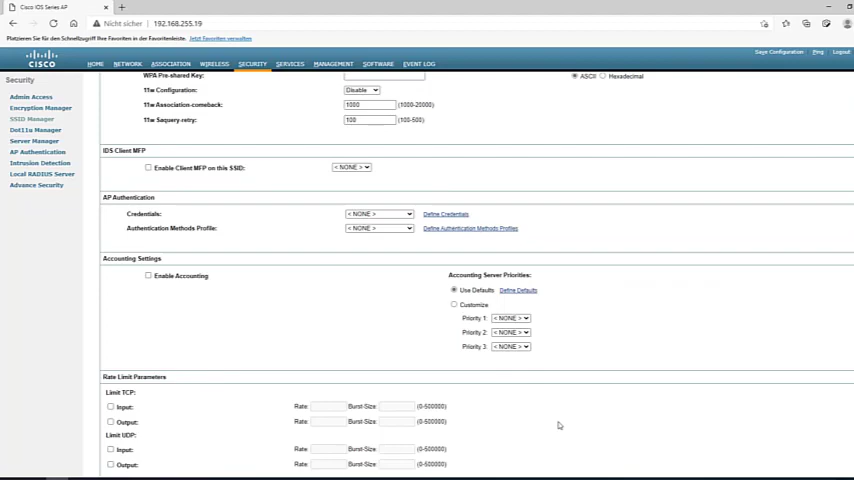 Cisco IOS Series AP
Nicht sicher 192.168.255.19
Platzieren Sie für den Schnellzugriff Ihre Favoriten in der Favoritenleiste. Jetzt Favoriten verwalten
Save Configuration Ping Logout
CISCO HOME NETWORK ASSOCIATION WIRELESS SECURITY SERVICES MANAGEMENT SOFTWARE EVENT LOG
Security
Admin Access
Encryption Manager
SSID Manager
Dot11u Manager
Server Manager
AP Authentication
Intrusion Detection
Local RADIUS Server
Advance Security
WPA Pre-shared Key: ASCII Hexadecimal
11w Configuration: Disable
11w Association-comeback: 1000 (1000-20000)
11w Saquery-retry: 100 (100-500)
IDS Client MFP
Enable Client MFP on this SSID: < NONE >
AP Authentication
Credentials: < NONE > Define Credentials
Authentication Methods Profile: < NONE > Define Authentication Methods Profiles
Accounting Settings
Enable Accounting Accounting Server Priorities:
Use Defaults Define Defaults
Customize
Priority 1: < NONE >
Priority 2: < NONE >
Priority 3: < NONE >
Rate Limit Parameters
Limit TCP:
Input: Rate: Burst-Size: (0-500000)
Output: Rate: Burst-Size: (0-500000)
Limit UDP:
Input: Rate: Burst-Size: (0-500000)
Output: Rate: Burst-Size: (0-500000)